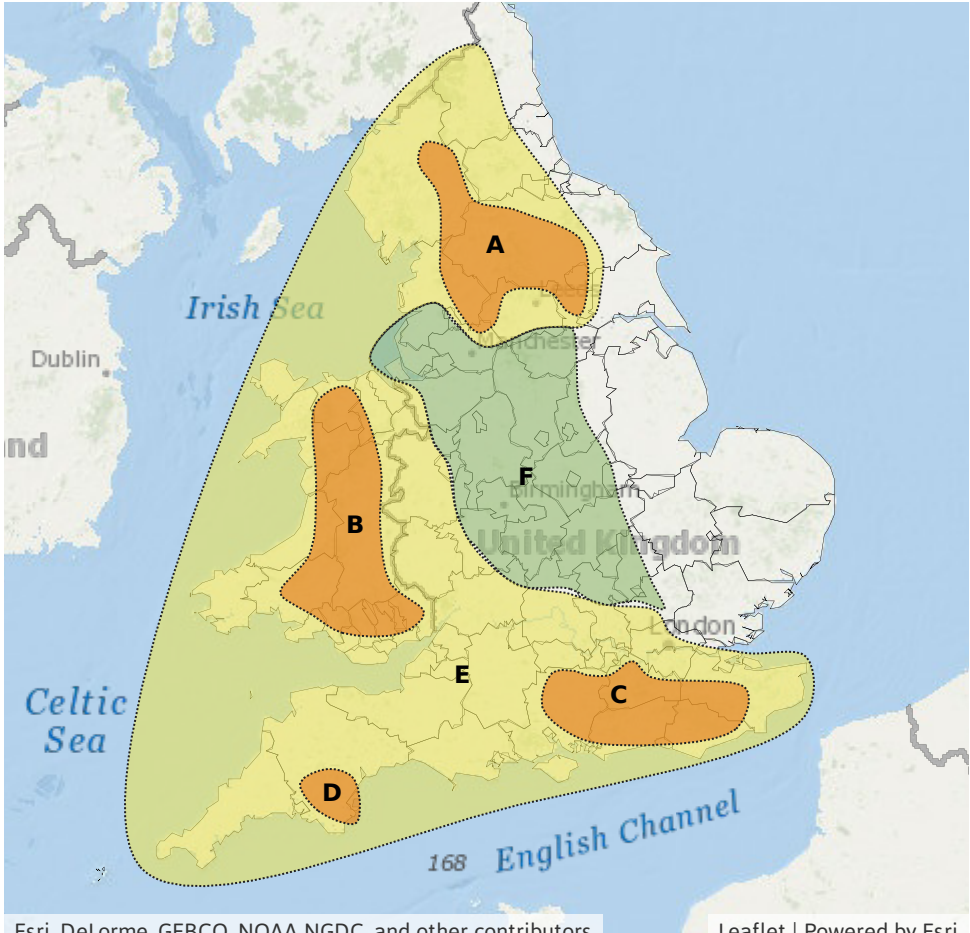 A
Irish Sea
Leeds
Manchester
Dublin
nd
F
Birmingham
B
United Kingdom
London
E
C
Celtic
Sea
D
English Channel
168
Esri, DeLorme, GEBCO, NOAA NGDC, and other contributors
Leaflet | Powered by Esri